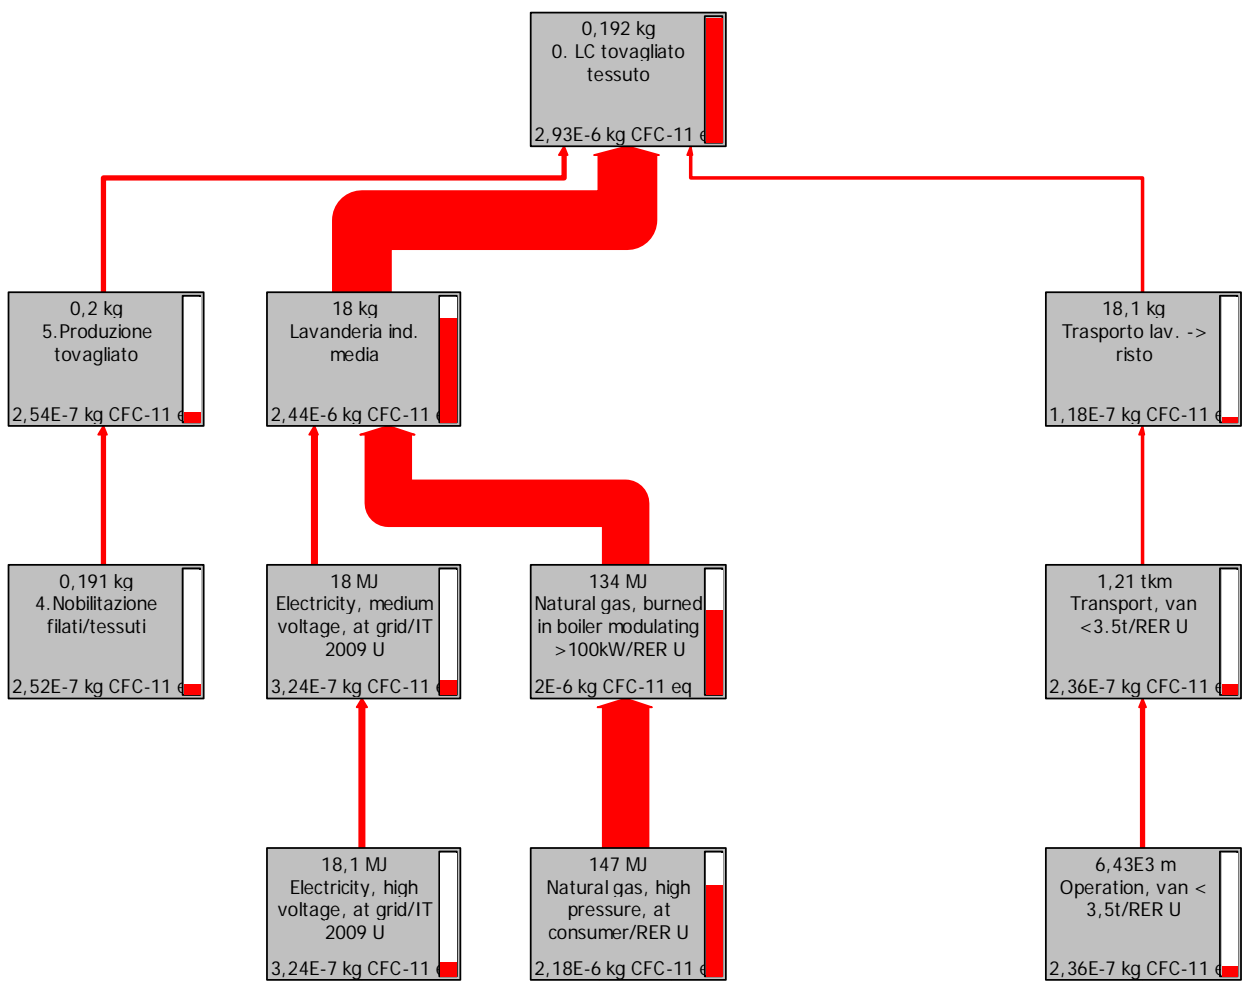 0,192 kg
0. LC tovagliato
tessuto
2,93E-6 kg CFC-11 e
0,2 kg
5.Produzione
tovagliato
2,54E-7 kg CFC-11 e
18 kg
Lavanderia ind.
media
2,44E-6 kg CFC-11 e
18,1 kg
Trasporto lav. ->
risto
1,18E-7 kg CFC-11 e
0,191 kg
4.Nobilitazione
filati/tessuti
2,52E-7 kg CFC-11 e
18 MJ
Electricity, medium
voltage, at grid/IT
2009 U
3,24E-7 kg CFC-11 e
134 MJ
Natural gas, burned
in boiler modulating
>100kW/RER U
2E-6 kg CFC-11 eq
1,21 tkm
Transport, van
<3.5t/RER U
2,36E-7 kg CFC-11 e
18,1 MJ
Electricity, high
voltage, at grid/IT
2009 U
3,24E-7 kg CFC-11 e
147 MJ
Natural gas, high
pressure, at
consumer/RER U
2,18E-6 kg CFC-11 e
6,43E3 m
Operation, van <
3,5t/RER U
2,36E-7 kg CFC-11 e